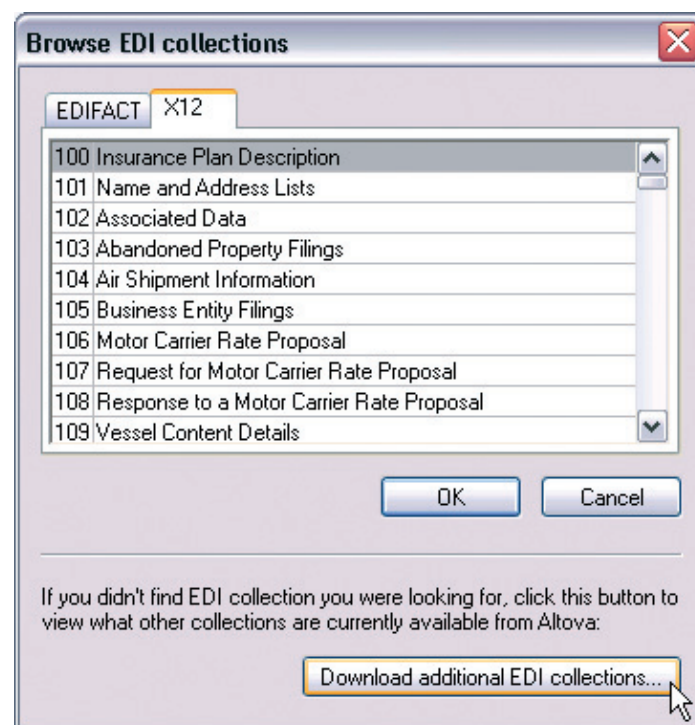 Browse EDI collections
EDIFACT X12
100 Insurance Plan Description
101 Name and Address Lists
102 Associated Data
103 Abandoned Property Filings
104 Air Shipment Information
105 Business Entity Filings
106 Motor Carrier Rate Proposal
107 Request for Motor Carrier Rate Proposal
108 Response to a Motor Carrier Rate Proposal
109 Vessel Content Details
OK Cancel
If you didn't find EDI collection you were looking for, click this button to
view what other collections are currently available from Altova:
Download additional EDI collections...